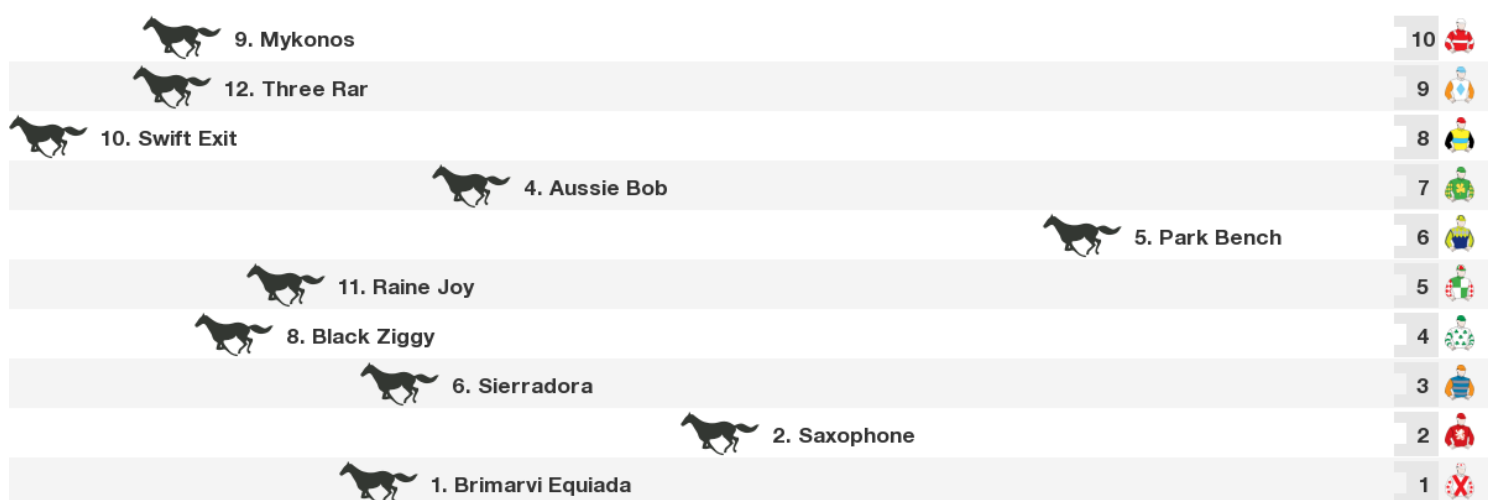 9. Mykonos 10
12. Three Rar 9
10. Swift Exit 8
4. Aussie Bob 7
5. Park Bench 6
11. Raine Joy 5
8. Black Ziggy 4
6. Sierradora 3
2. Saxophone 2
1. Brimarvi Equiada 1